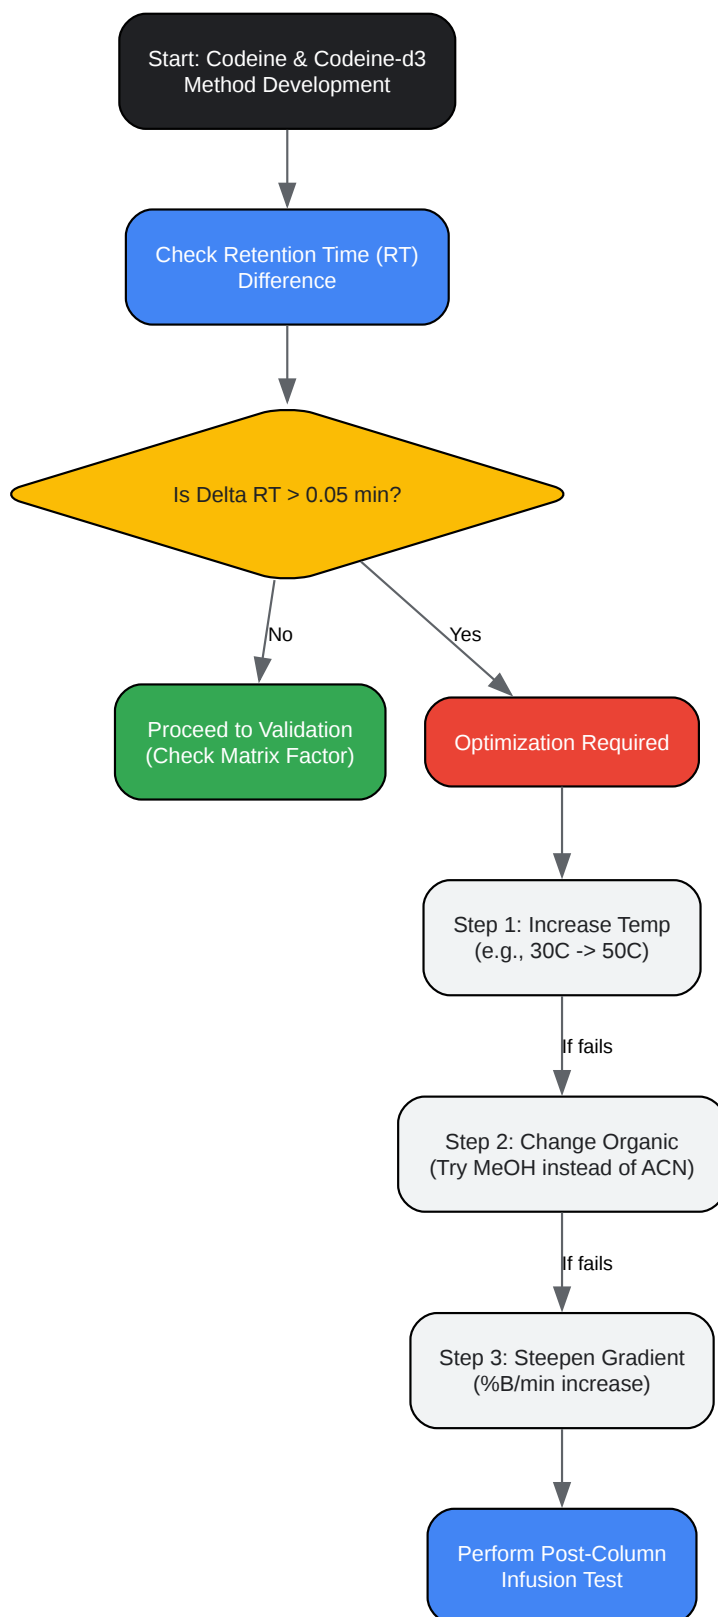 Start: Codeine & Codeine-d3
Method Development
Check Retention Time (RT)
Difference
Is Delta RT > 0.05 min?
No
Yes
Proceed to Validation
(Check Matrix Factor)
Optimization Required
Step 1: Increase Temp
(e.g., 30C -> 50C)
If fails
Step 2: Change Organic
(Try MeOH instead of ACN)
If fails
Step 3: Steepen Gradient
(%B/min increase)
Perform Post-Column
Infusion Test